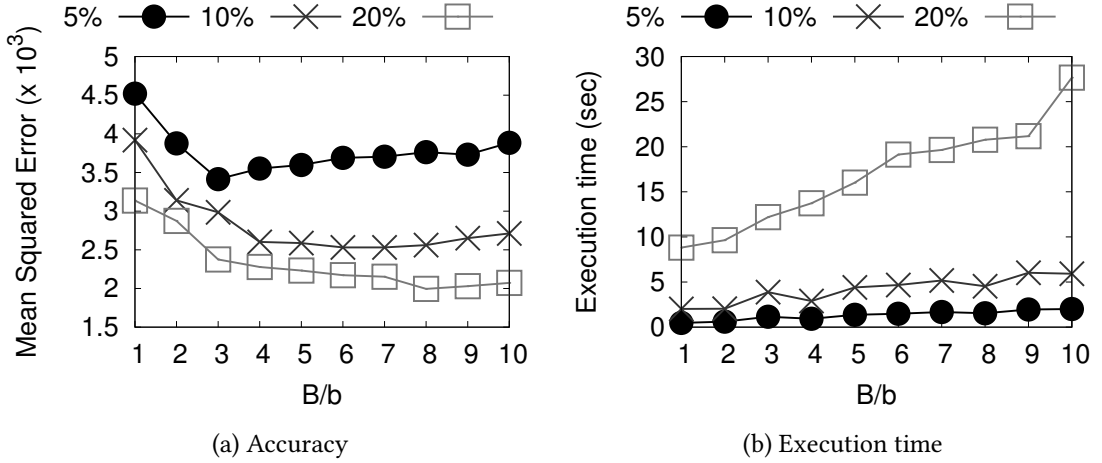 5% 10% 20%
Mean Squared Error (x 10³)
5
4.5
4
3.5
3
2.5
2
1.5
1 2 3 4 5 6 7 8 9 10
B/b
(a) Accuracy
5% 10% 20%
Execution time (sec)
30
25
20
15
10
5
0
1 2 3 4 5 6 7 8 9 10
B/b
(b) Execution time